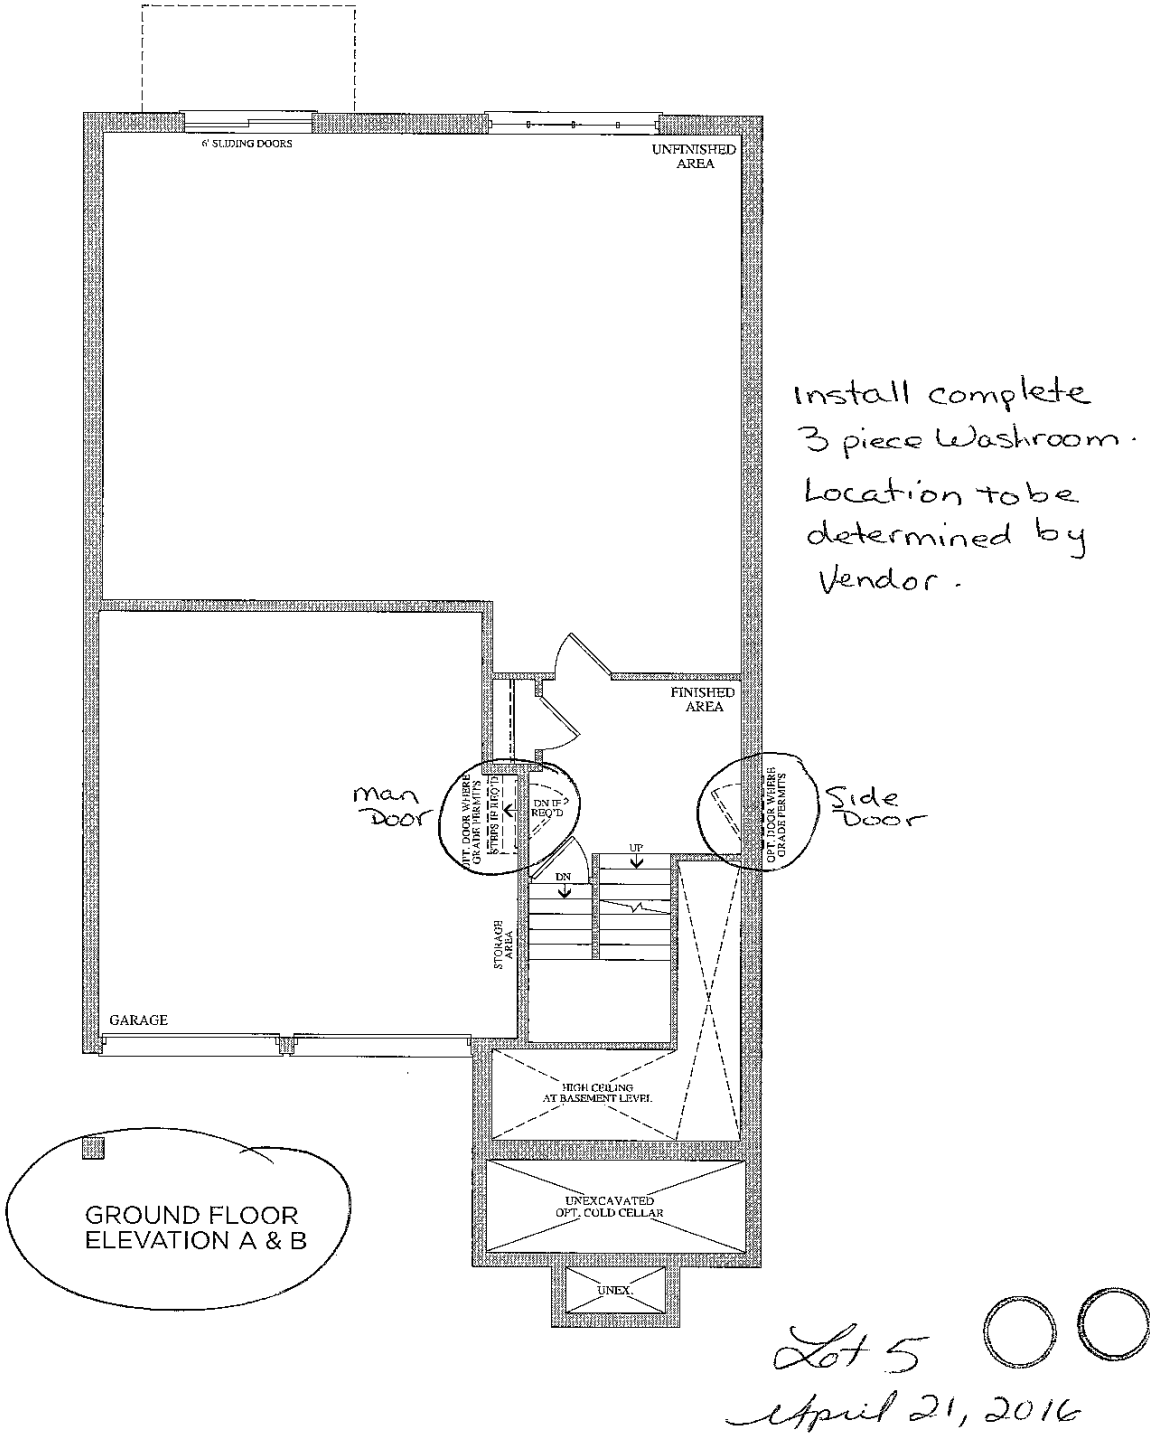 6' SLIDING DOORS
UNFINISHED
AREA
Install complete
3 piece Washroom.
Location to be
determined by
Vendor.
FINISHED
AREA
Man
Door
OPT. DOOR WHERE
GRADE PERMITS
STEPS IF REQ'D
DN IF
REQ'D
OPT. DOOR WHERE
GRADE PERMITS
Side
Door
UP
DN
STORAGE
AREA
GARAGE
HIGH CEILING
AT BASEMENT LEVEL
GROUND FLOOR
ELEVATION A & B
UNEXCAVATED
OPT. COLD CELLAR
UNEX.
Lot 5
April 21, 2016